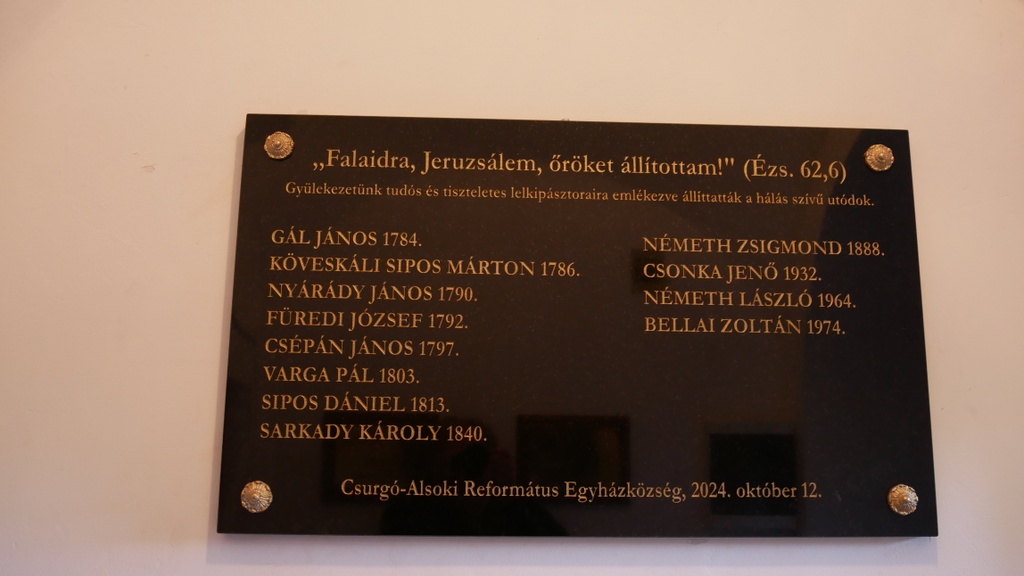 „Falaidra, Jeruzsálem, őröket állítottam!" (Ézs. 62,6)
Gyülekezetünk tudós és tiszteletes lelkipásztoraira emlékezve állíttatták a hálás szívű utódok.
GÁL JÁNOS 1784.
KÖVESKÁLI SIPOS MÁRTON 1786.
NYÁRÁDY JÁNOS 1790.
FÜREDI JÓZSEF 1792.
CSÉPÁN JÁNOS 1797.
VARGA PÁL 1803.
SIPOS DÁNIEL 1813.
SARKADY KÁROLY 1840.
NÉMETH ZSIGMOND 1888.
CSONKA JENŐ 1932.
NÉMETH LÁSZLÓ 1964.
BELLAI ZOLTÁN 1974.
Csurgó-Alsoki Református Egyházközség, 2024. október 12.